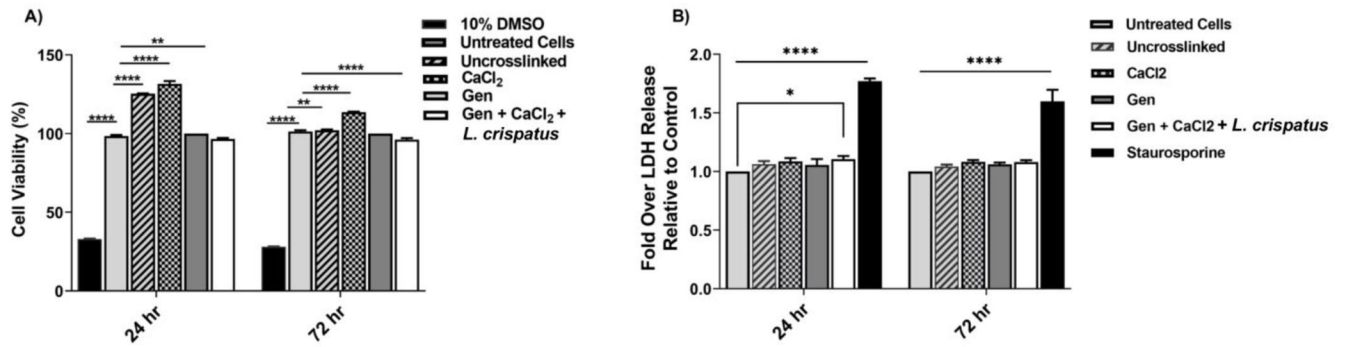 A)
10% DMSO
Untreated Cells
Uncrosslinked
CaCl2
Gen
Gen + CaCl2 +
L. crispatus
Cell Viability (%)
150
100
50
0
****
****
****
**
****
**
****
****
24 hr
72 hr
B)
Untreated Cells
Uncrosslinked
CaCl2
Gen
Gen + CaCl2 + L. crispatus
Staurosporine
Fold Over LDH Release
Relative to Control
2.0
1.5
1.0
0.5
0.0
****
*
****
24 hr
72 hr